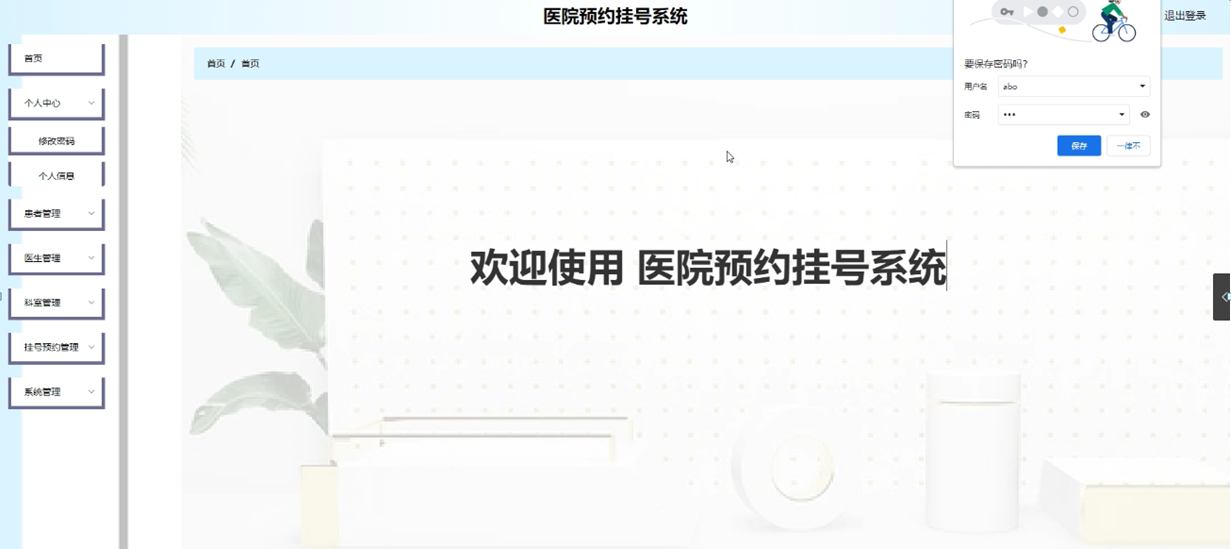 医院预约挂号系统
退出登录
首页
个人中心
修改密码
个人信息
患者管理
医生管理
科室管理
挂号预约管理
系统管理
首页 / 首页
要保存密码吗?
用户名 abo
密码 •••
保存
一律不
欢迎使用 医院预约挂号系统